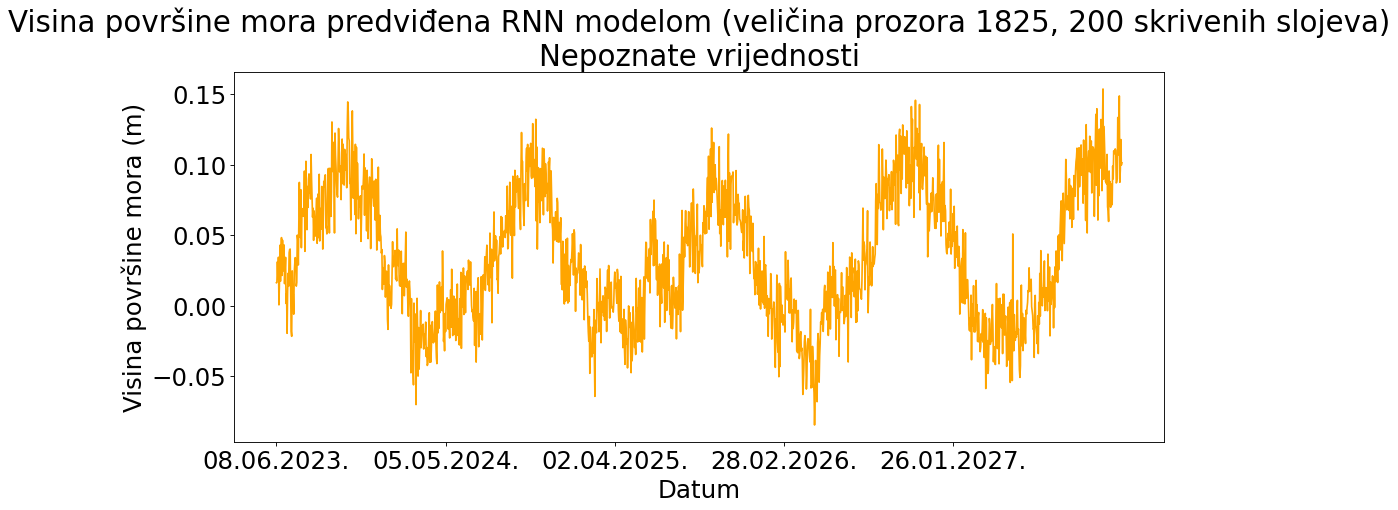 Visina površine mora predviđena RNN modelom (veličina prozora 1825, 200 skrivenih slojeva)
Nepoznate vrijednosti
Visina površine mora (m)
0.15
0.10
0.05
0.00
−0.05
08.06.2023. 05.05.2024. 02.04.2025. 28.02.2026. 26.01.2027.
Datum